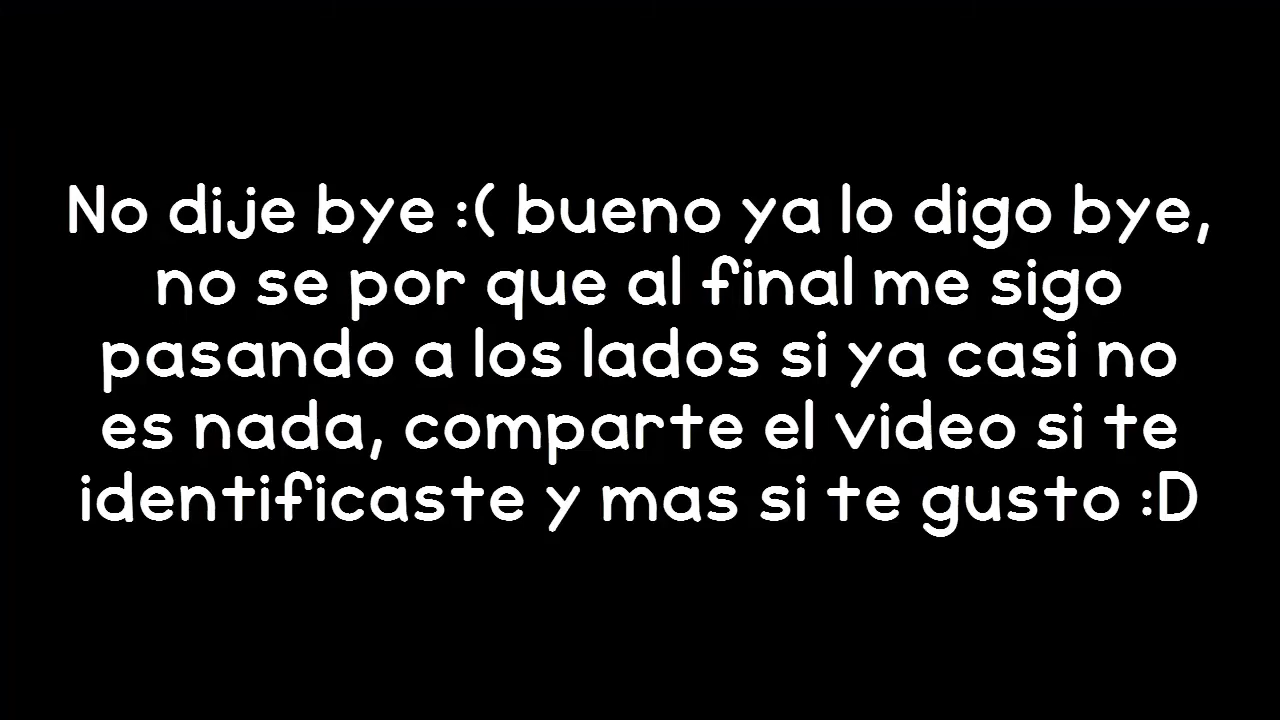 No dije bye :( bueno ya lo digo bye,
no se por que al final me sigo
pasando a los lados si ya casi no
es nada, comparte el video si te
identificaste y mas si te gusto :D